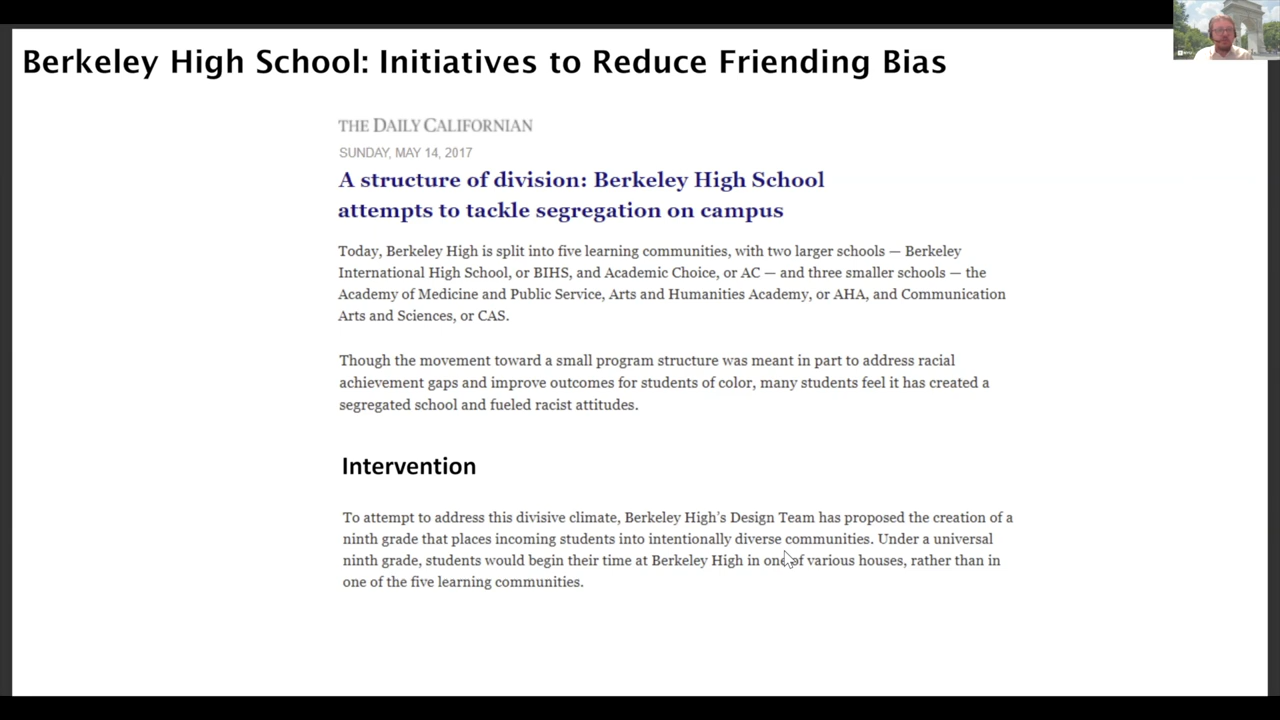 Berkeley High School: Initiatives to Reduce Friending Bias
THE DAILY CALIFORNIAN
SUNDAY, MAY 14, 2017
A structure of division: Berkeley High School
attempts to tackle segregation on campus
Today, Berkeley High is split into five learning communities, with two larger schools — Berkeley
International High School, or BIHS, and Academic Choice, or AC — and three smaller schools — the
Academy of Medicine and Public Service, Arts and Humanities Academy, or AHA, and Communication
Arts and Sciences, or CAS.
Though the movement toward a small program structure was meant in part to address racial
achievement gaps and improve outcomes for students of color, many students feel it has created a
segregated school and fueled racist attitudes.
Intervention
To attempt to address this divisive climate, Berkeley High's Design Team has proposed the creation of a
ninth grade that places incoming students into intentionally diverse communities. Under a universal
ninth grade, students would begin their time at Berkeley High in one of various houses, rather than in
one of the five learning communities.